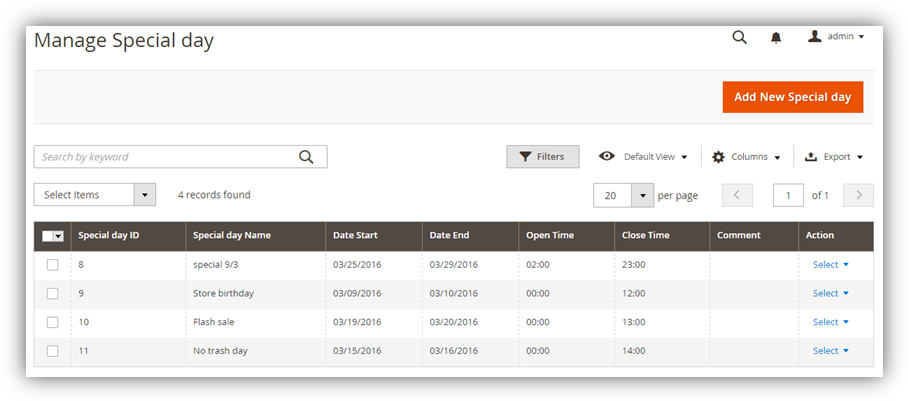 Manage Special day
admin
Add New Special day
Search by keyword
Filters
Default View
Columns
Export
Select Items
4 records found
20
per page
1
of 1
Special day ID Special day Name Date Start Date End Open Time Close Time Comment Action
8 special 9/3 03/25/2016 03/29/2016 02:00 23:00 Select
9 Store birthday 03/09/2016 03/10/2016 00:00 12:00 Select
10 Flash sale 03/19/2016 03/20/2016 00:00 13:00 Select
11 No trash day 03/15/2016 03/16/2016 00:00 14:00 Select